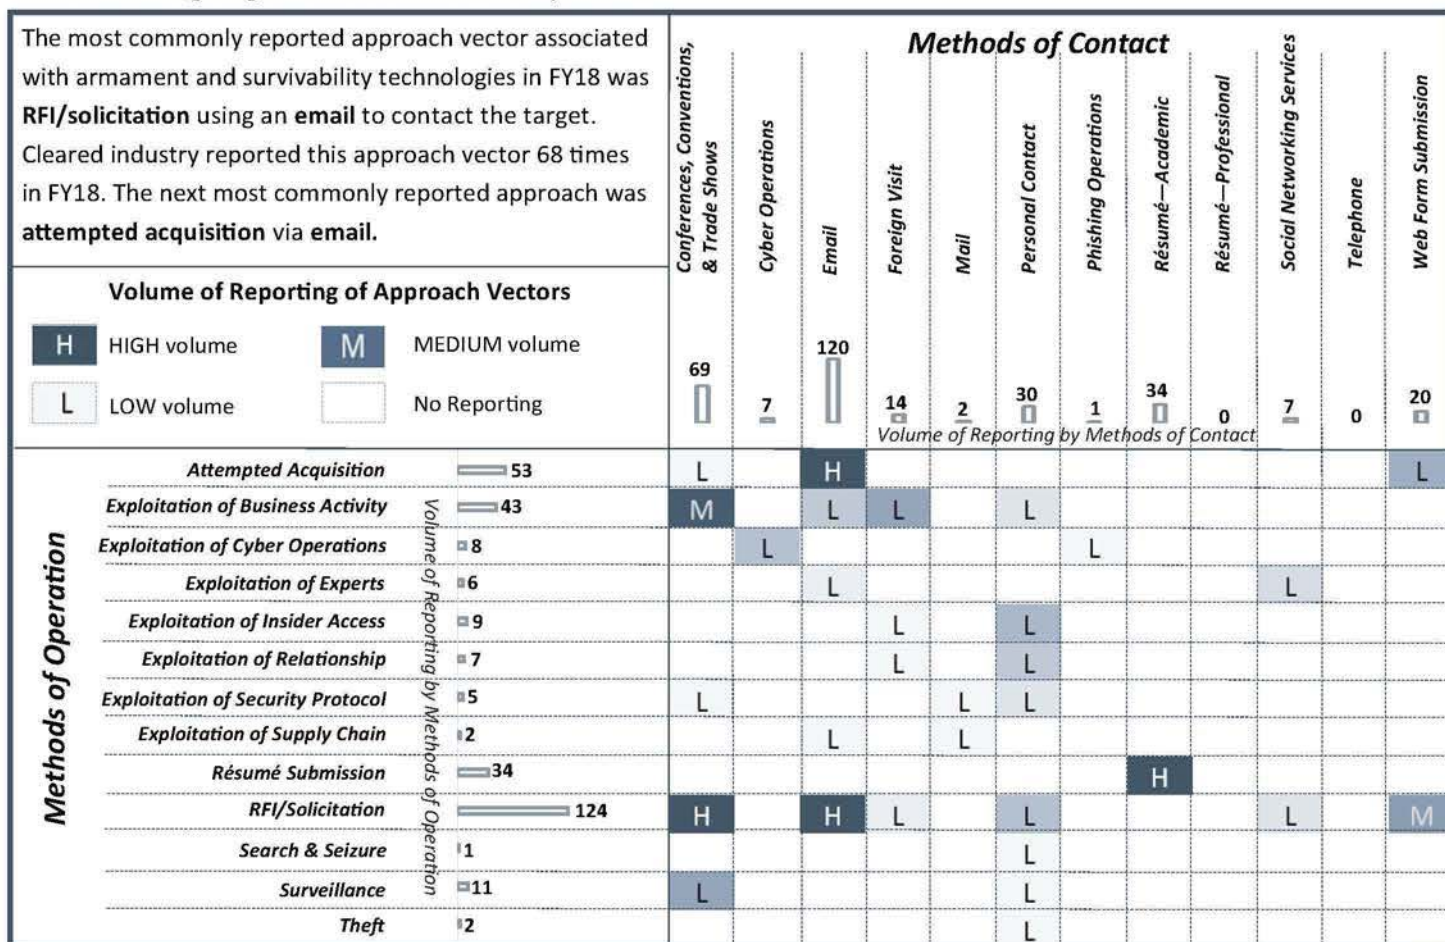 The most commonly reported approach vector associated
with armament and survivability technologies in FY18 was
RFI/solicitation using an email to contact the target.
Cleared industry reported this approach vector 68 times
in FY18. The next most commonly reported approach was
attempted acquisition via email.
Volume of Reporting of Approach Vectors
H HIGH volume
M MEDIUM volume
L LOW volume
No Reporting
Methods of Contact
Conferences, Conventions,
& Trade Shows
Cyber Operations
Email
Foreign Visit
Mail
Personal Contact
Phishing Operations
Résumé—Academic
Résumé—Professional
Social Networking Services
Telephone
Web Form Submission
69 7 120 14 2 30 1 34 0 7 0 20
Volume of Reporting by Methods of Contact
Methods of Operation
Volume of Reporting by Methods of Operation
Attempted Acquisition 53 L H L
Exploitation of Business Activity 43 M L L L
Exploitation of Cyber Operations 8 L L
Exploitation of Experts 6 L L
Exploitation of Insider Access 9 L L
Exploitation of Relationship 7 L L
Exploitation of Security Protocol 5 L L L
Exploitation of Supply Chain 2 L L
Résumé Submission 34 H
RFI/Solicitation 124 H H L L L M
Search & Seizure 1 L
Surveillance 11 L L
Theft 2 L